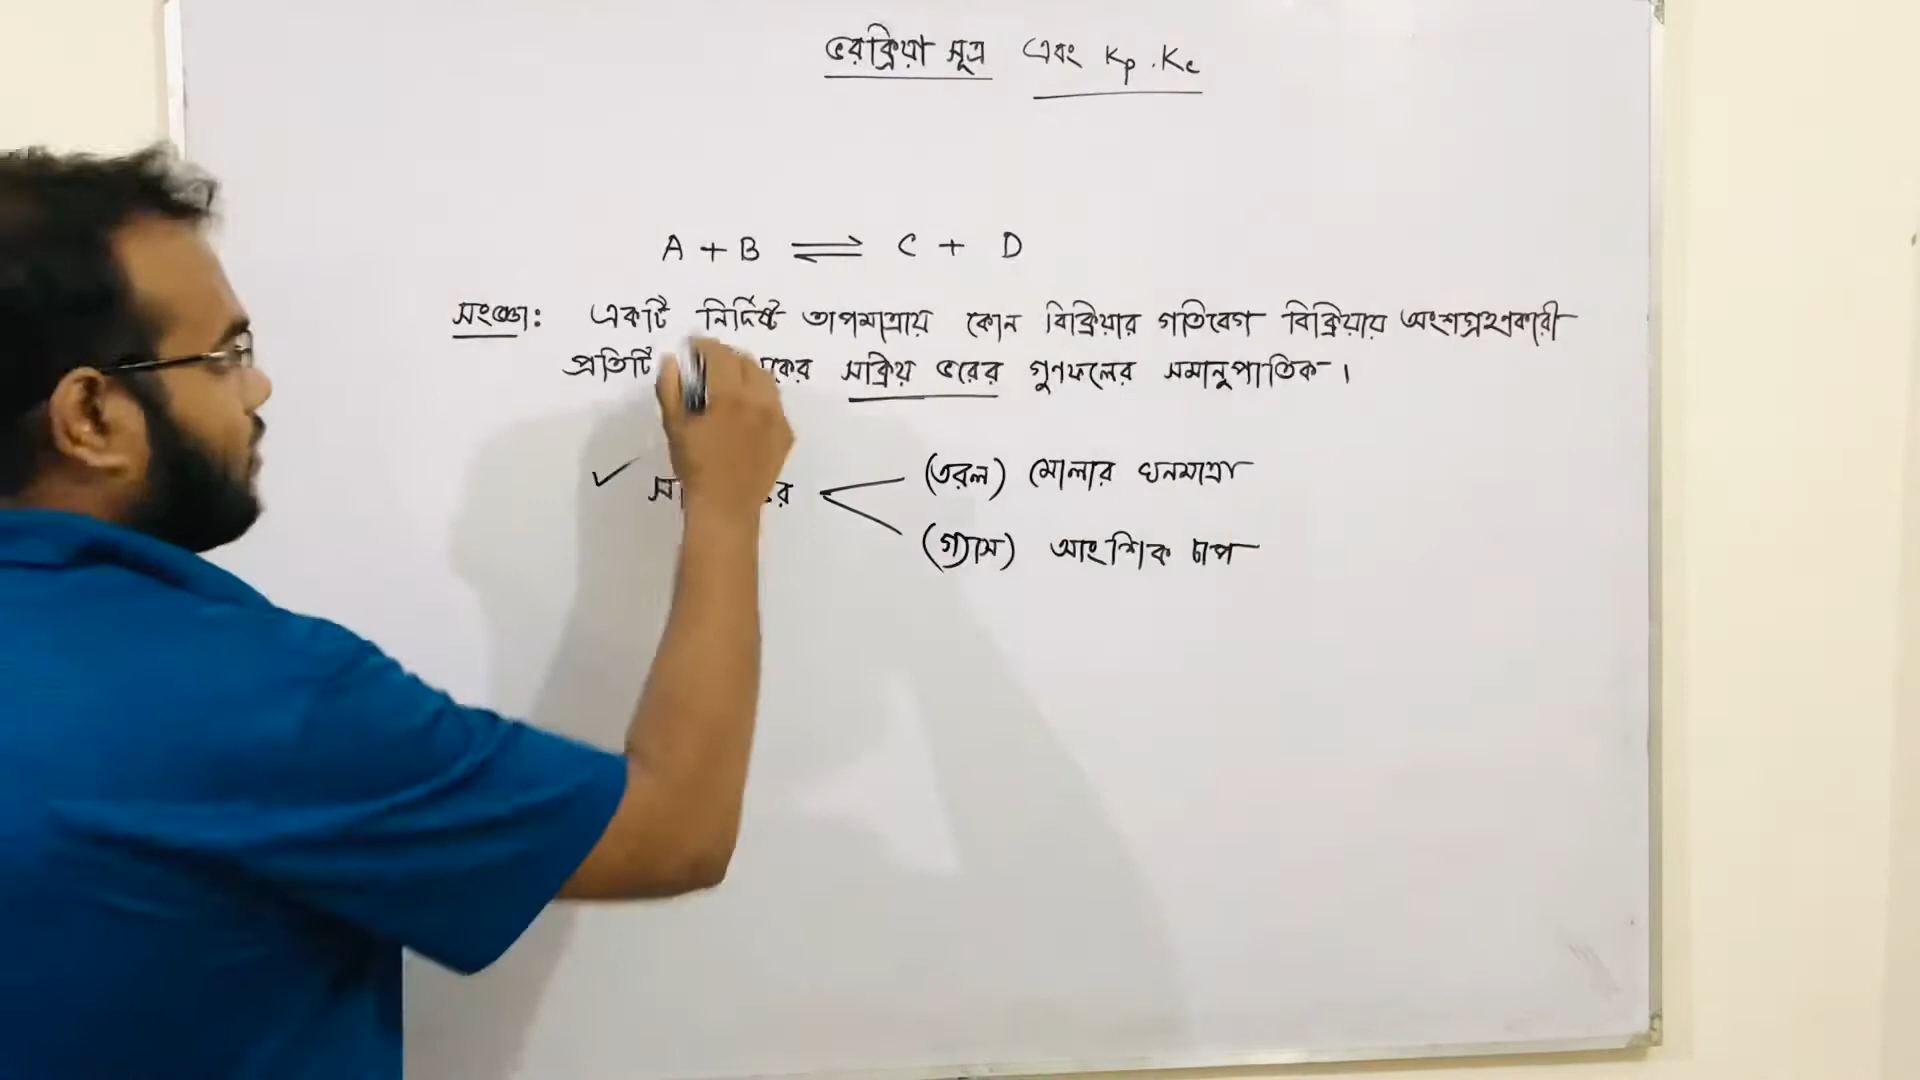 ভরক্রিয়া সূত্র এবং Kp . Kc
A + B ⇌ C + D
সংজ্ঞা: একটি নির্দিষ্ট তাপমাত্রায় কোন বিক্রিয়ার গতিবেগ বিক্রিয়ায় অংশগ্রহণকারী
প্রতিটি সক্রিয় ভরের গুণফলের সমানুপাতিক।
(তরল) মোলার ঘনমাত্রা
(গ্যাস) আংশিক চাপ